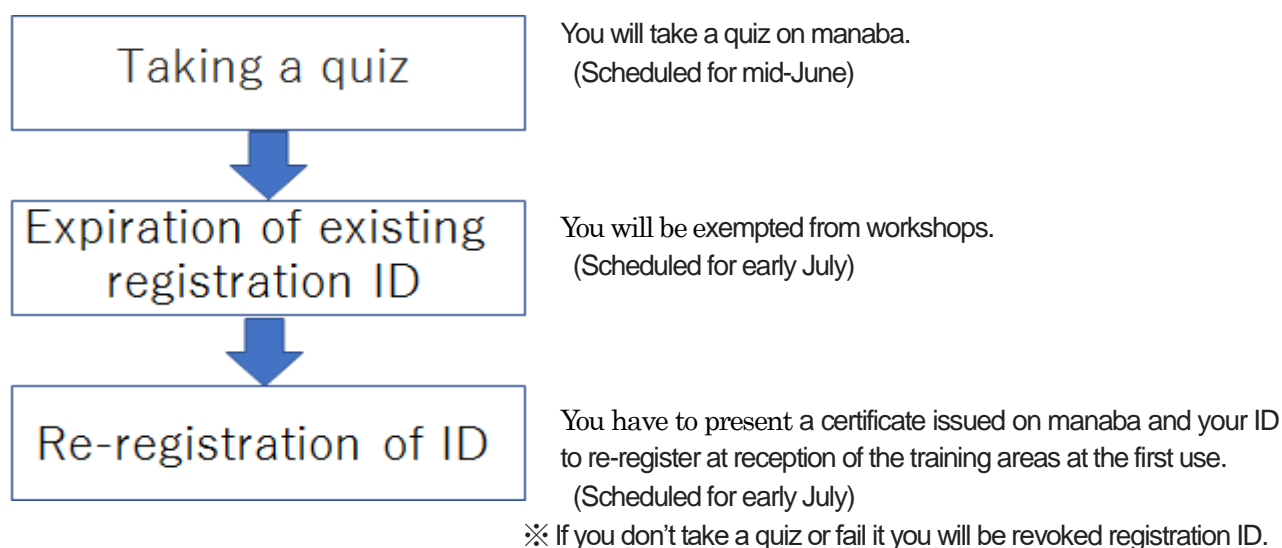 Taking a quiz
You will take a quiz on manaba.
(Scheduled for mid-June)
Expiration of existing
registration ID
You will be exempted from workshops.
(Scheduled for early July)
Re-registration of ID
You have to present a certificate issued on manaba and your ID
to re-register at reception of the training areas at the first use.
(Scheduled for early July)
※ If you don't take a quiz or fail it you will be revoked registration ID.